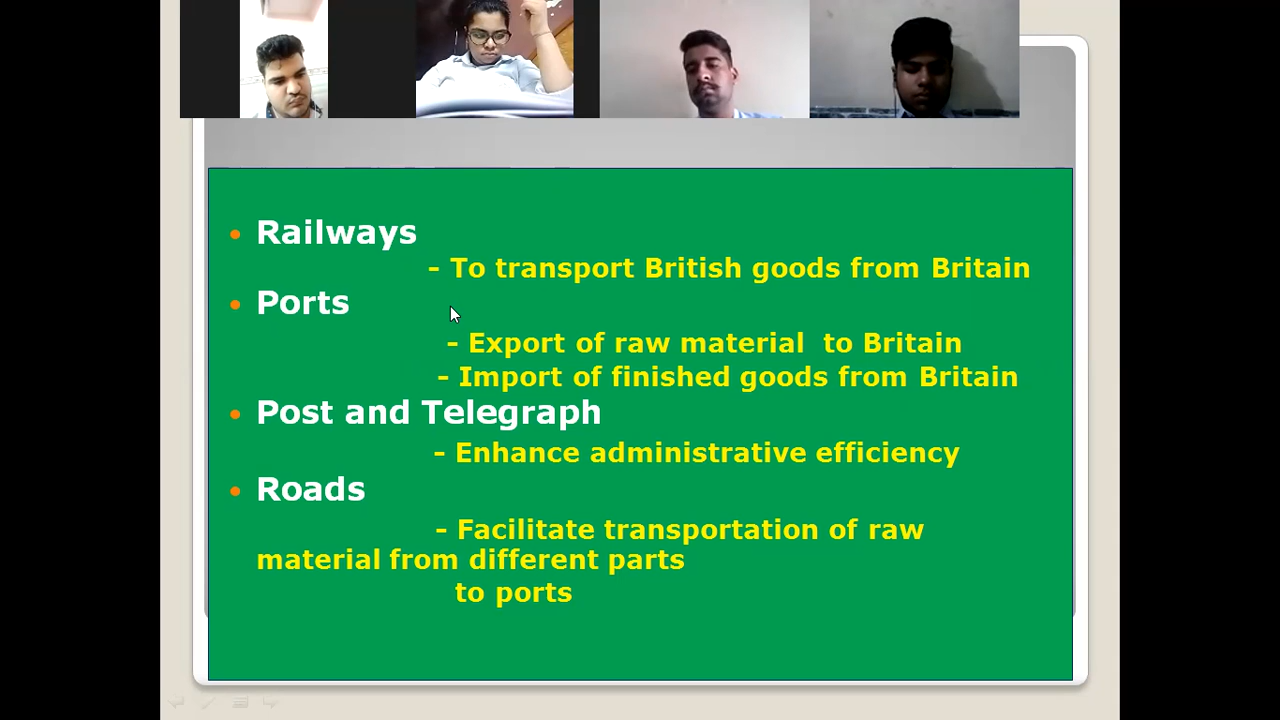 Railways
- To transport British goods from Britain
Ports
- Export of raw material to Britain
- Import of finished goods from Britain
Post and Telegraph
- Enhance administrative efficiency
Roads
- Facilitate transportation of raw
material from different parts
to ports